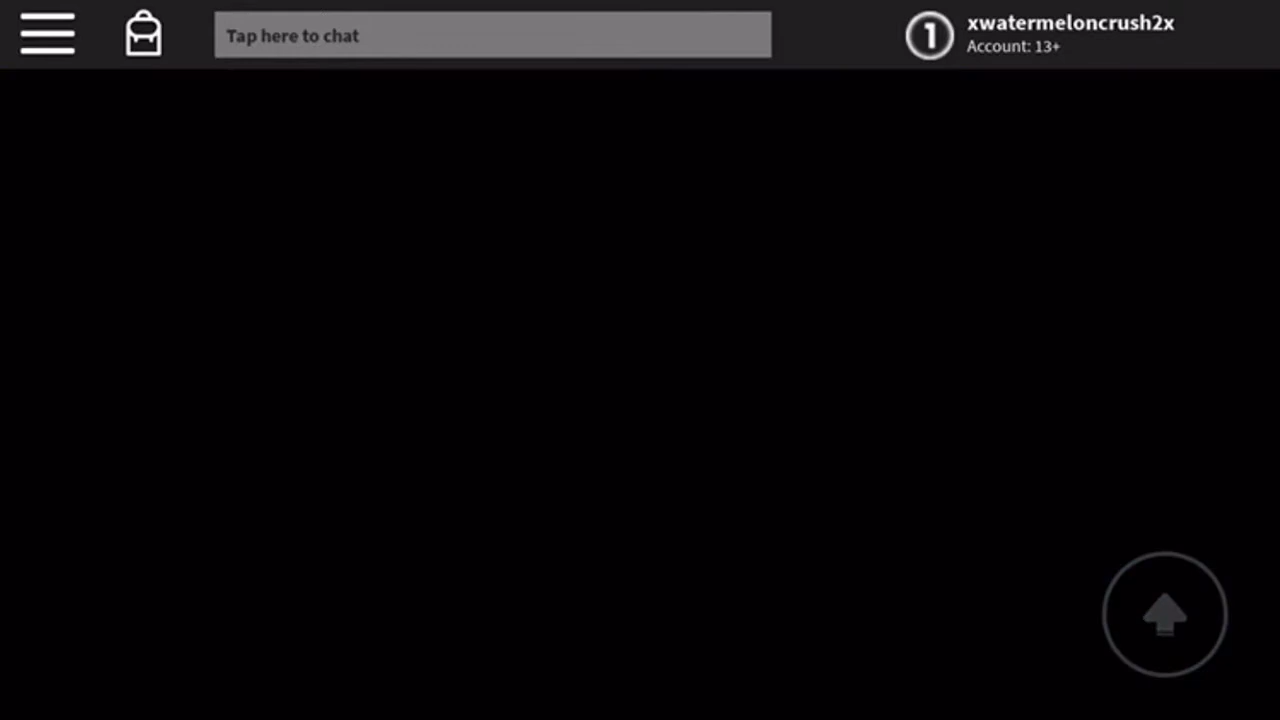 Tap here to chat
1
xwatermeloncrush2x
Account: 13+